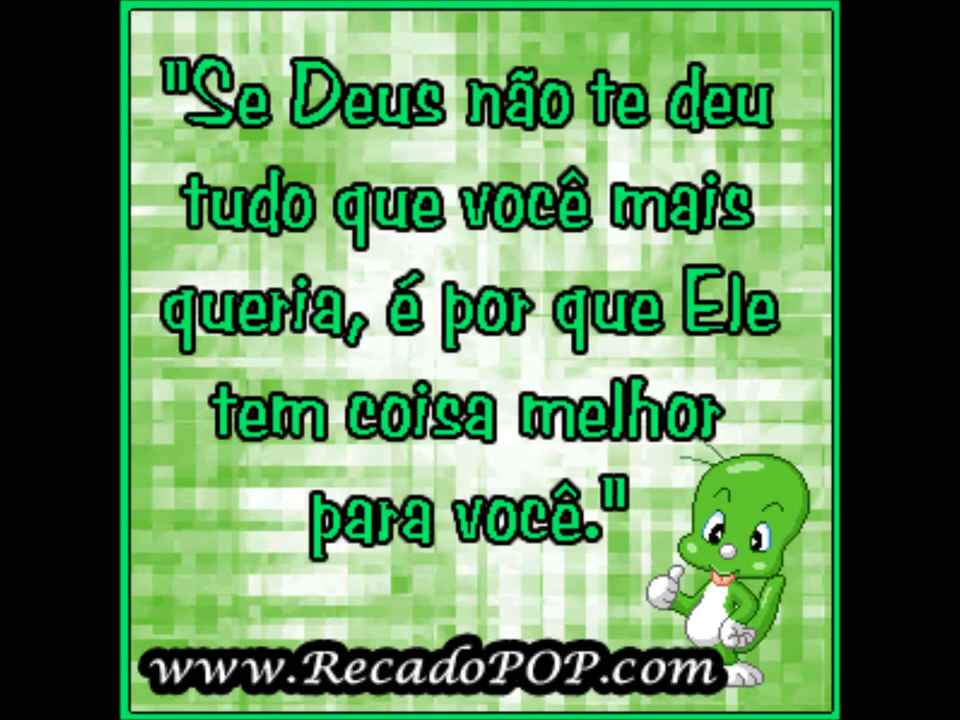 "Se Deus não te deu
tudo que você mais
queria, é por que Ele
tem coisa melhor
para você."
www.RecadoPOP.com